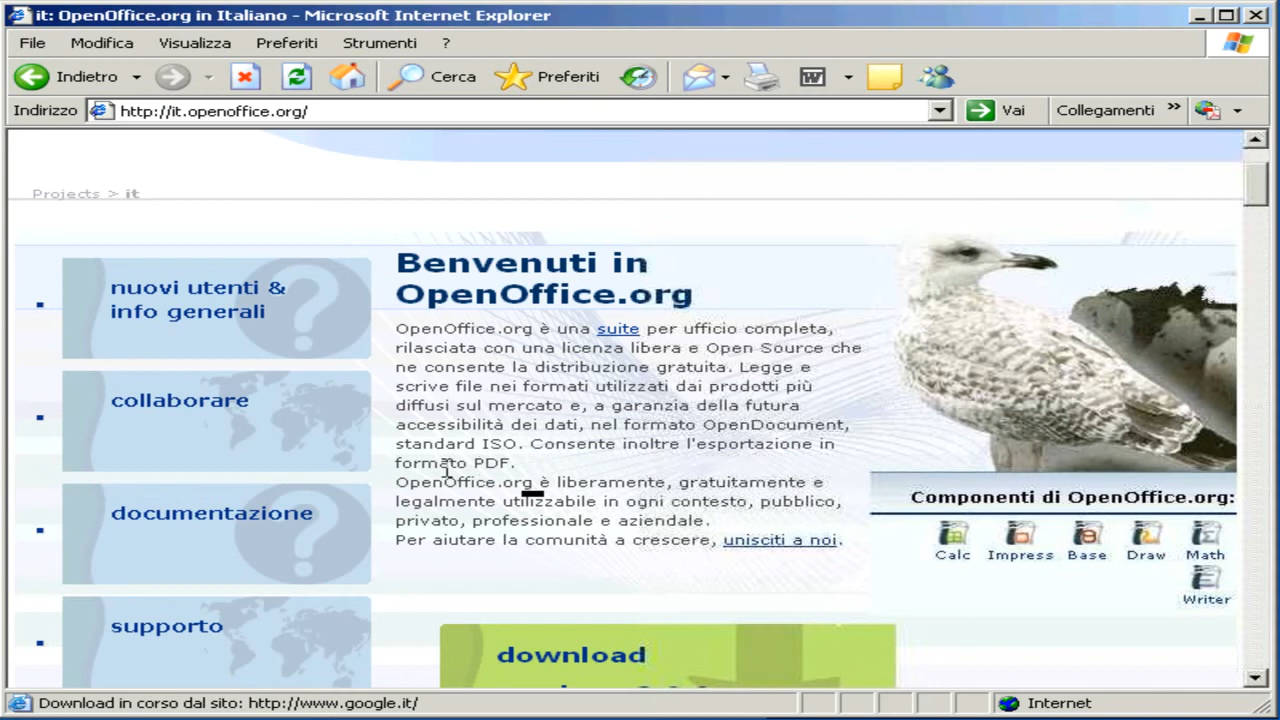 it: OpenOffice.org in Italiano - Microsoft Internet Explorer
File Modifica Visualizza Preferiti Strumenti ?
Indietro Cerca Preferiti
Indirizzo http://it.openoffice.org/ Vai Collegamenti »
Projects > it
nuovi utenti &
info generali
collaborare
documentazione
supporto
Benvenuti in
OpenOffice.org
OpenOffice.org è una suite per ufficio completa,
rilasciata con una licenza libera e Open Source che
ne consente la distribuzione gratuita. Legge e
scrive file nei formati utilizzati dai prodotti più
diffusi sul mercato e, a garanzia della futura
accessibilità dei dati, nel formato OpenDocument,
standard ISO. Consente inoltre l'esportazione in
formato PDF.
OpenOffice.org è liberamente, gratuitamente e
legalmente utilizzabile in ogni contesto, pubblico,
privato, professionale e aziendale.
Per aiutare la comunità a crescere, unisciti a noi.
download
Componenti di OpenOffice.org:
Calc Impress Base Draw Math
Writer
Download in corso dal sito: http://www.google.it/ Internet